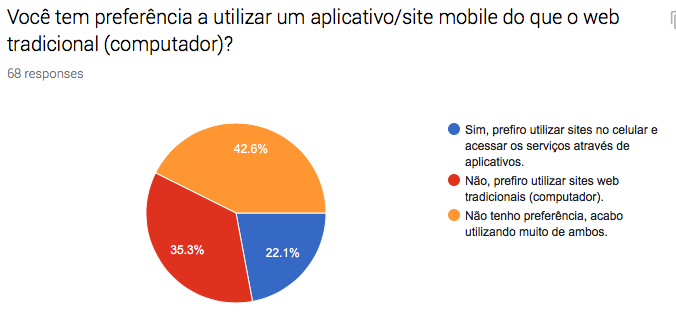 Você tem preferência a utilizar um aplicativo/site mobile do que o web
tradicional (computador)?
68 responses
42.6%
35.3%
22.1%
Sim, prefiro utilizar sites no celular e
acessar os serviços através de
aplicativos.
Não, prefiro utilizar sites web
tradicionais (computador).
Não tenho preferência, acabo
utilizando muito de ambos.